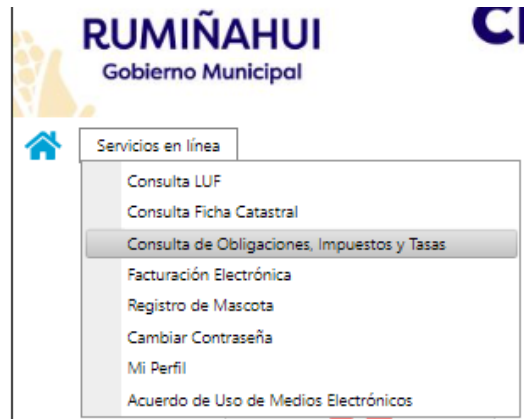 RUMIÑAHUI
Gobierno Municipal
Servicios en línea
Consulta LUF
Consulta Ficha Catastral
Consulta de Obligaciones, Impuestos y Tasas
Facturación Electrónica
Registro de Mascota
Cambiar Contraseña
Mi Perfil
Acuerdo de Uso de Medios Electrónicos